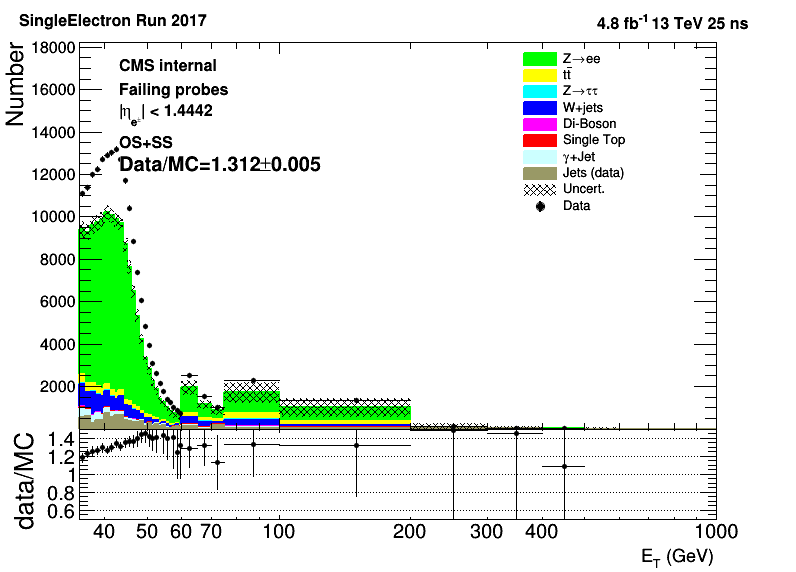 SingleElectron Run 2017
4.8 fb⁻¹ 13 TeV 25 ns
Number
18000
16000
14000
12000
10000
8000
6000
4000
2000
CMS internal
Failing probes
|η_e±| < 1.4442
OS+SS
Data/MC=1.312±0.005
Z→ee
tt̄
Z→ττ
W+jets
Di-Boson
Single Top
γ+Jet
Jets (data)
Uncert.
Data
data/MC
1.4
1.2
1
0.8
0.6
40 50 60 70 100 200 300 400 1000
E_T (GeV)